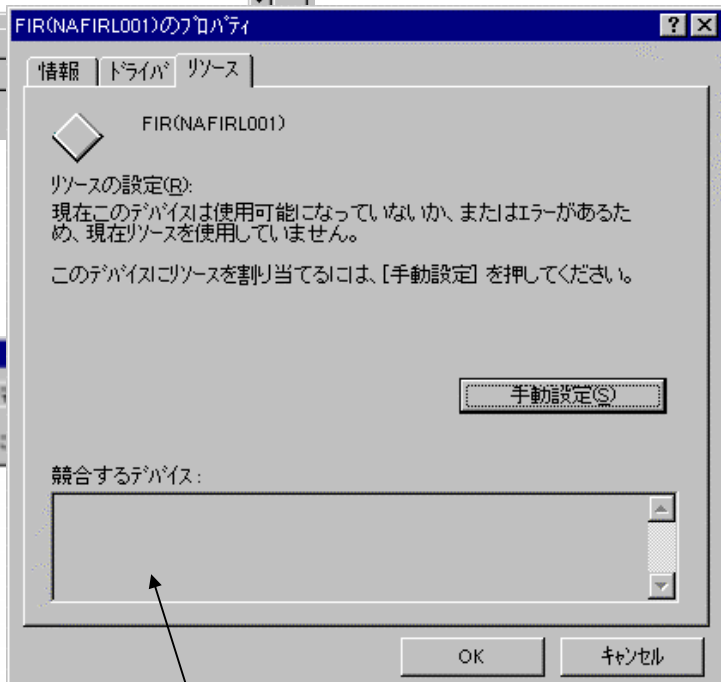 FIR(NAFIRL001)のﾌﾟﾛﾊﾟﾃｨ
情報
ﾄﾞﾗｲﾊﾞ
ﾘｿｰｽ
FIR(NAFIRL001)
ﾘｿｰｽの設定(R):
現在このﾃﾞﾊﾞｲｽは使用可能になっていないか、またはｴﾗｰがあるた
め、現在ﾘｿｰｽを使用していません。
このﾃﾞﾊﾞｲｽにﾘｿｰｽを割り当てるには、[手動設定] を押してください。
手動設定(S)
競合するﾃﾞﾊﾞｲｽ:
OK
ｷｬﾝｾﾙ